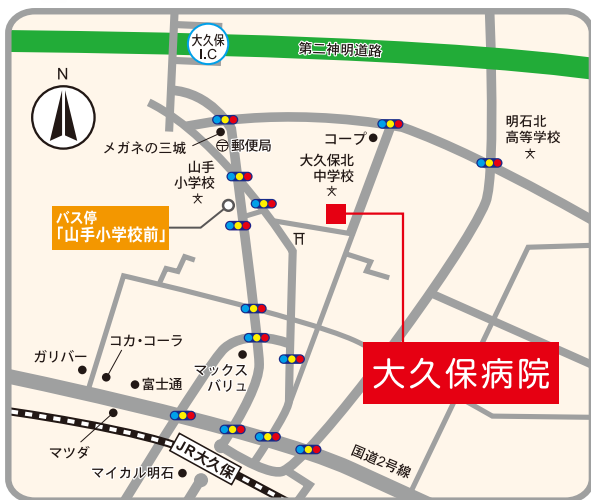 大久保
I.C
第二神明道路
N
メガネの三城
〒郵便局
コープ
明石北
高等学校
大久保北
中学校
山手
小学校
バス停
「山手小学校前」
大久保病院
コカ・コーラ
ガリバー
富士通
マックス
バリュ
マツダ
JR大久保
マイカル明石
国道2号線